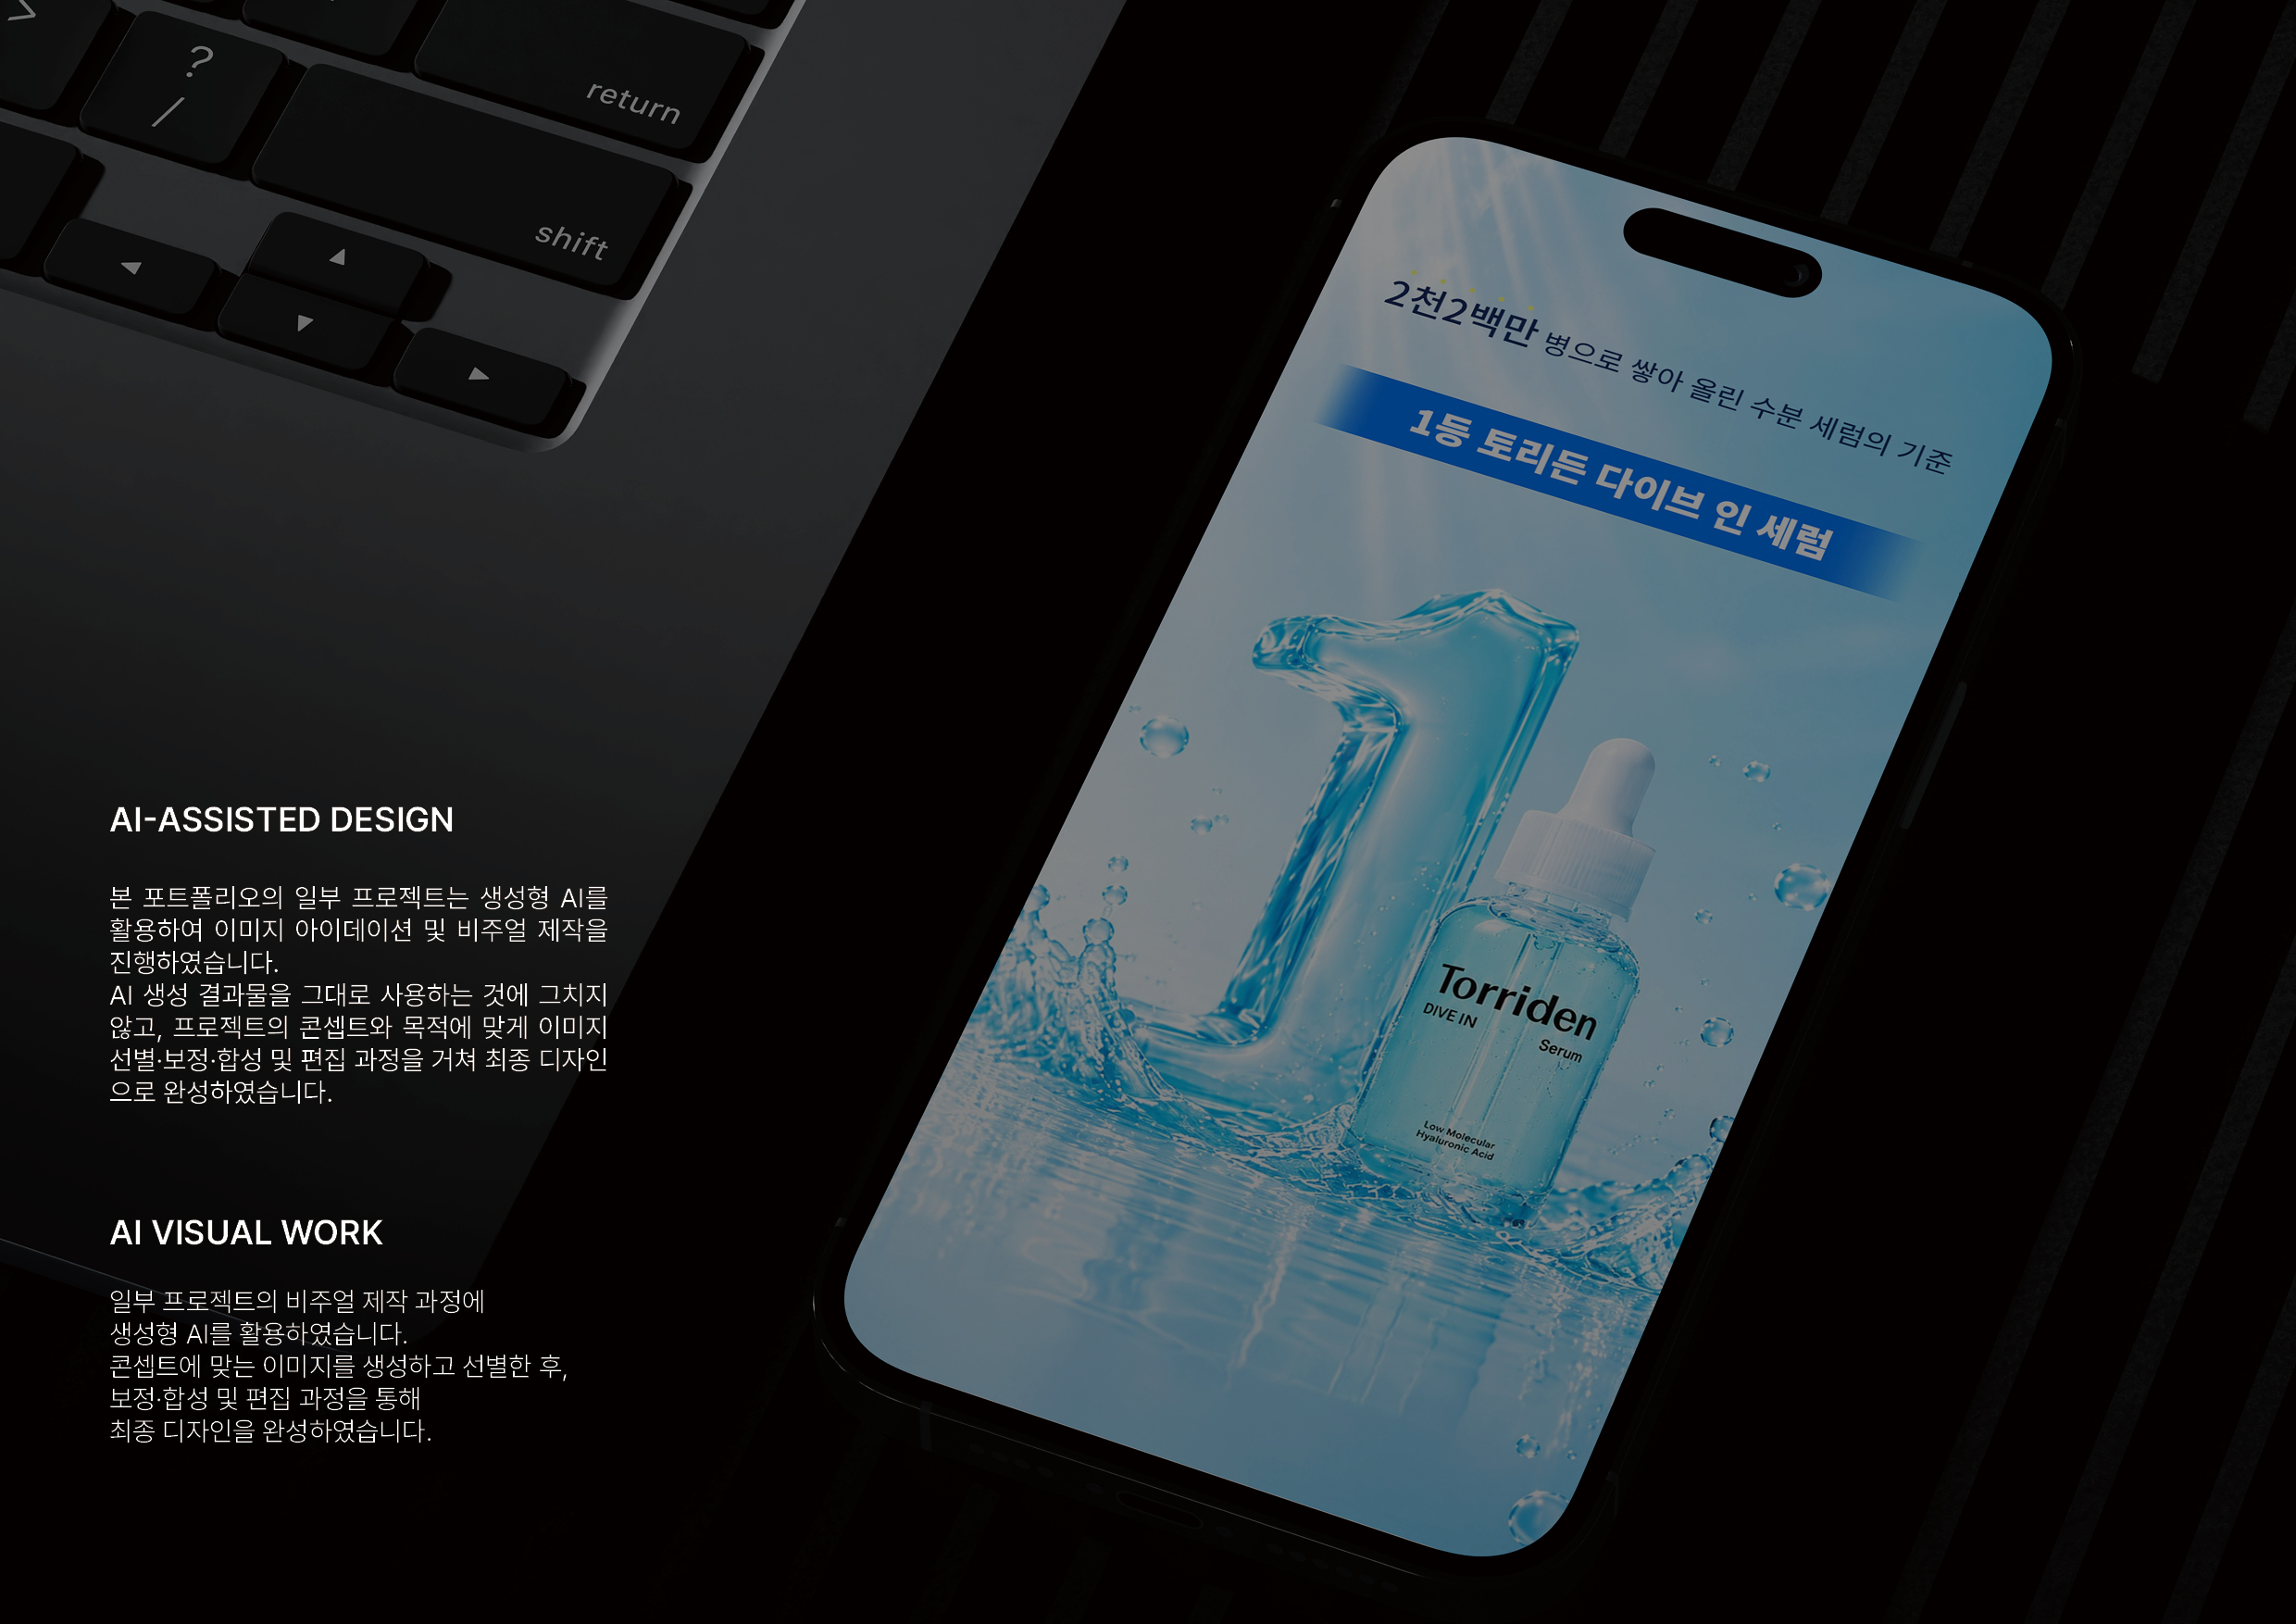 ?
/
return
shift
2천2백만 병으로 쌓아 올린 수분 세럼의 기준
1등 토리든 다이브 인 세럼
Torriden
DIVE IN
Serum
Low Molecular
Hyaluronic Acid
AI-ASSISTED DESIGN
본 포트폴리오의 일부 프로젝트는 생성형 AI를
활용하여 이미지 아이데이션 및 비주얼 제작을
진행하였습니다.
AI 생성 결과물을 그대로 사용하는 것에 그치지
않고, 프로젝트의 콘셉트와 목적에 맞게 이미지
선별·보정·합성 및 편집 과정을 거쳐 최종 디자인
으로 완성하였습니다.
AI VISUAL WORK
일부 프로젝트의 비주얼 제작 과정에
생성형 AI를 활용하였습니다.
콘셉트에 맞는 이미지를 생성하고 선별한 후,
보정·합성 및 편집 과정을 통해
최종 디자인을 완성하였습니다.